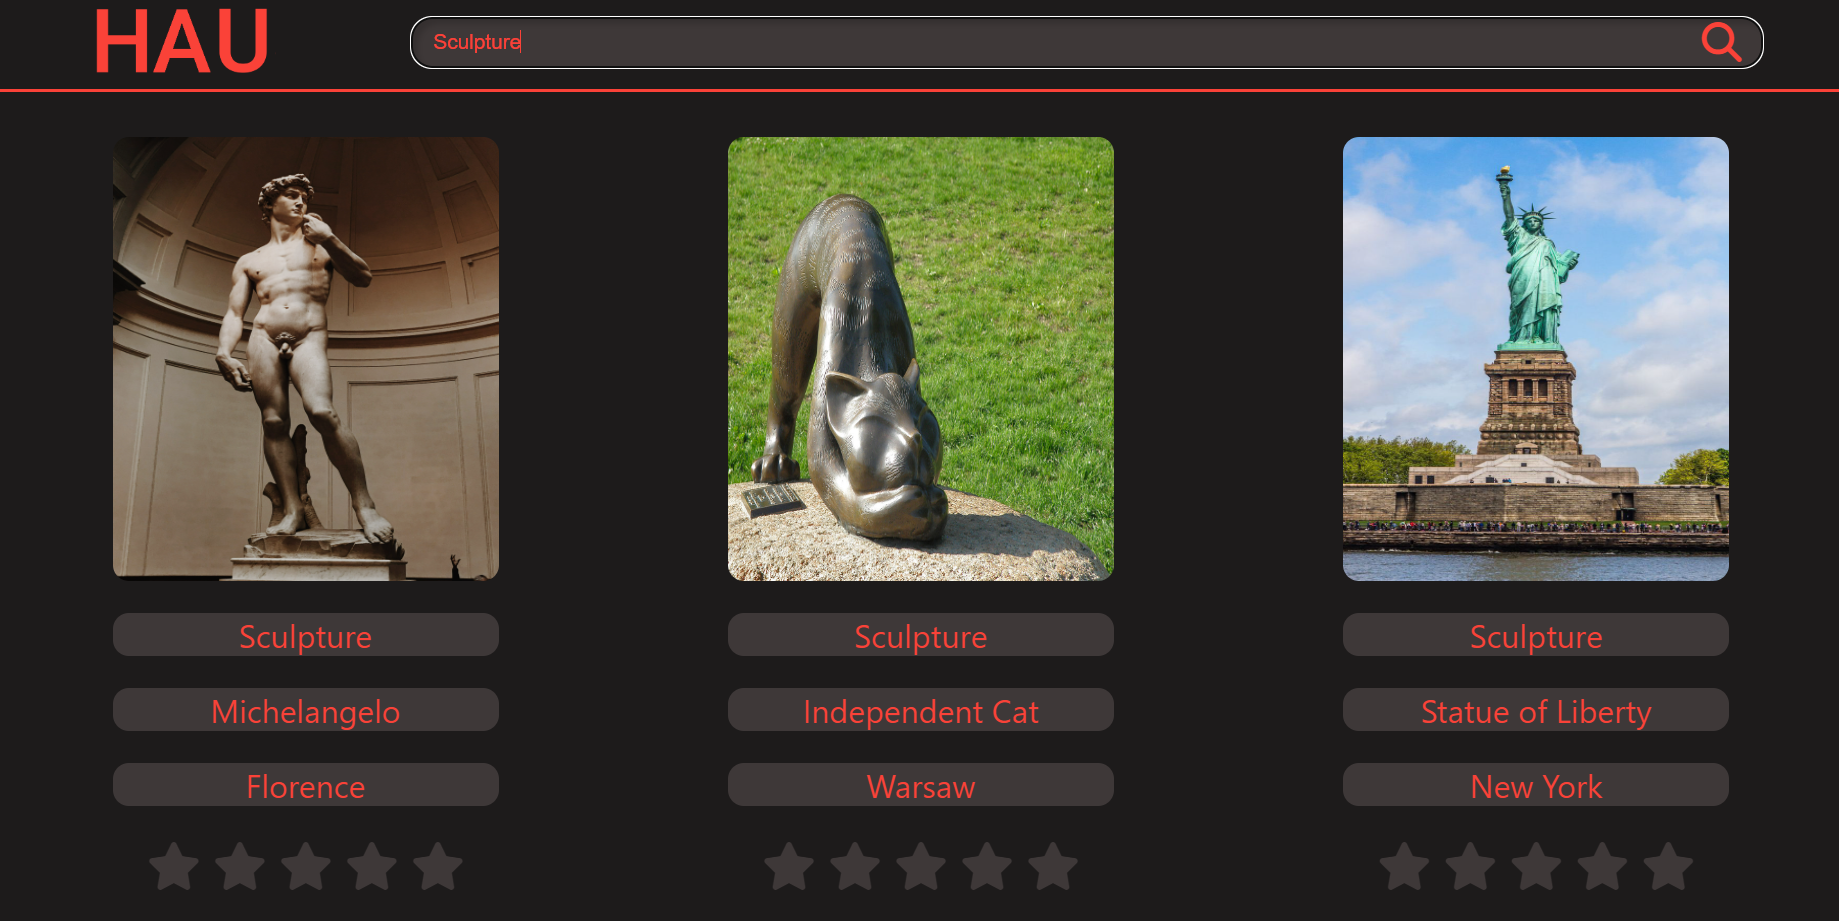 HAU
Sculpture
Sculpture
Sculpture
Sculpture
Michelangelo
Independent Cat
Statue of Liberty
Florence
Warsaw
New York